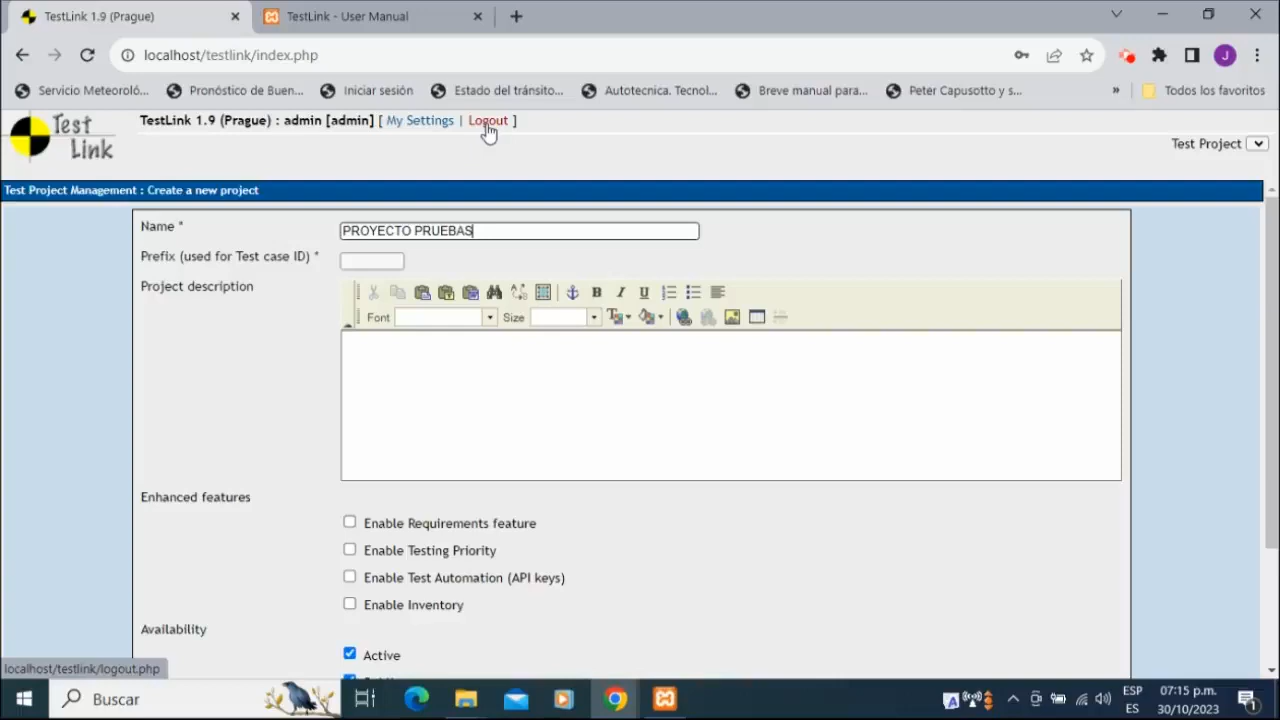 TestLink 1.9 (Prague)
TestLink - User Manual
localhost/testlink/index.php
J
Servicio Meteoroló...
Pronóstico de Buen...
Iniciar sesión
Estado del tránsito...
Autotecnica. Tecnol...
Breve manual para...
Peter Capusotto y s...
»
Todos los favoritos
Test Link
TestLink 1.9 (Prague) : admin [admin] [ My Settings | Logout ]
Test Project
Test Project Management : Create a new project
Name *
PROYECTO PRUEBAS
Prefix (used for Test case ID) *
Project description
B I U
Font
Size
Enhanced features
Enable Requirements feature
Enable Testing Priority
Enable Test Automation (API keys)
Enable Inventory
Availability
Active
localhost/testlink/logout.php
Buscar
ESP
ES
07:15 p.m.
30/10/2023
1